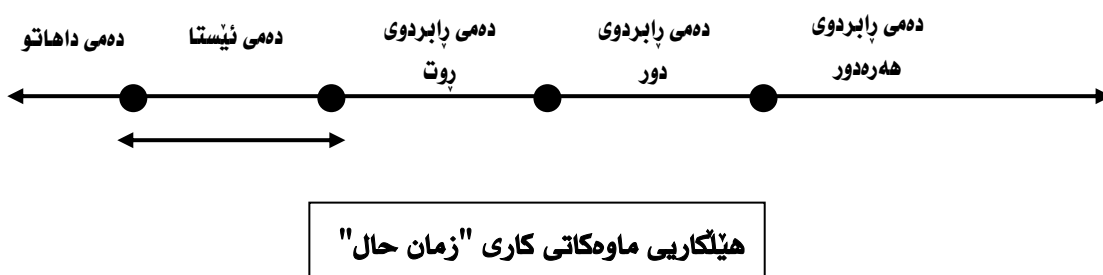 دەمی ڕابردوی
هەرەدور
دەمی ڕابردوی
دور
دەمی ڕابردوی
ڕوت
دەمی ئێستا
دەمی داهاتو
هێڵکاریی ماوەکاتی کاری "زمان حال"